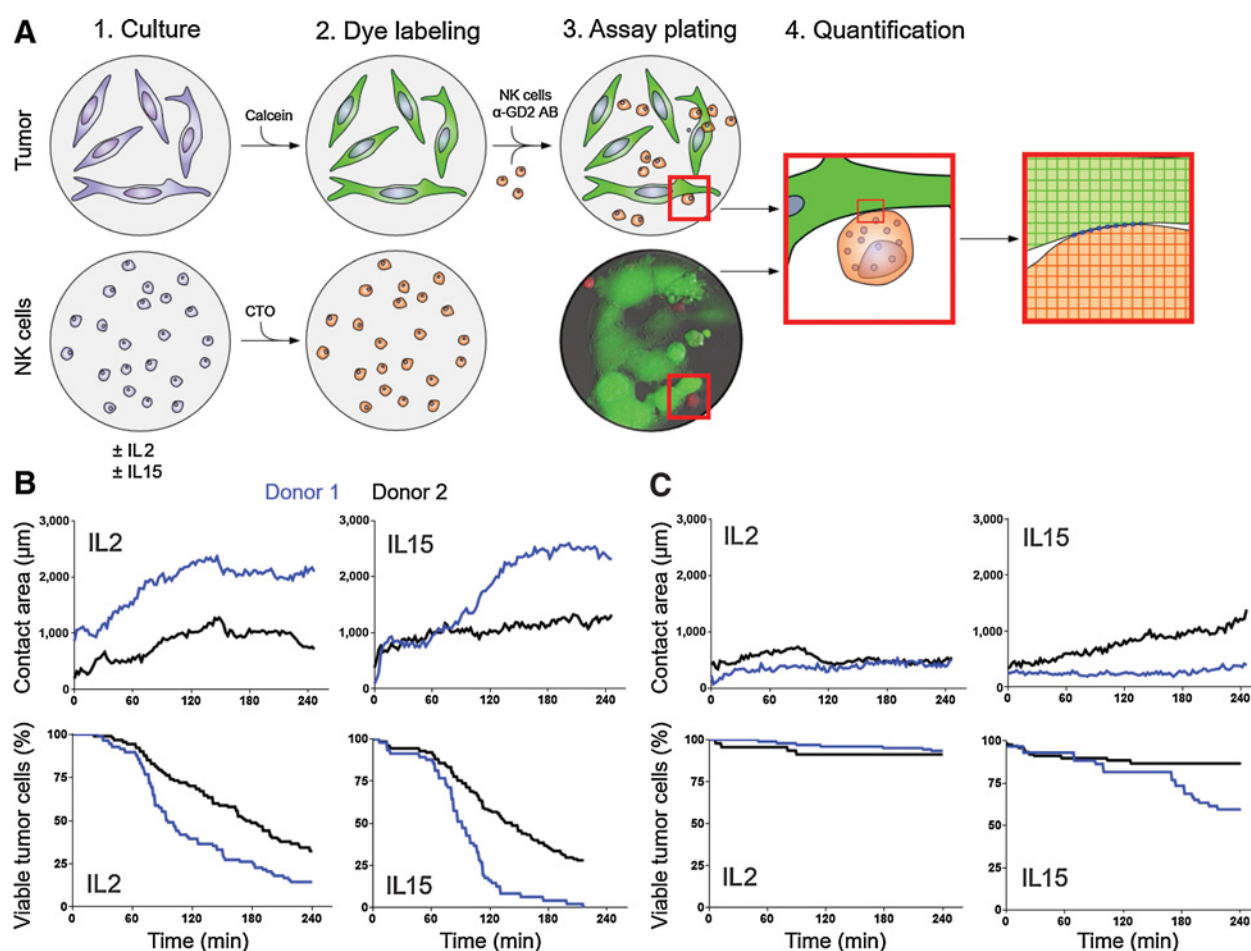 A
1. Culture
2. Dye labeling
3. Assay plating
4. Quantification
Tumor
Calcein
NK cells
α-GD2 AB
NK cells
CTO
± IL2
± IL15
B
Donor 1 Donor 2
C
Contact area (µm)
3,000
2,000
1,000
0
IL2
0 60 120 180 240
3,000
2,000
1,000
0
IL15
0 60 120 180 240
Contact area (µm)
3,000
2,000
1,000
0
IL2
0 60 120 180 240
3,000
2,000
1,000
0
IL15
0 60 120 180 240
Viable tumor cells (%)
100
75
50
25
0
IL2
0 60 120 180 240
Time (min)
100
75
50
25
0
IL15
0 60 120 180 240
Time (min)
Viable tumor cells (%)
100
75
50
25
0
IL2
0 60 120 180 240
Time (min)
100
75
50
25
0
IL15
0 60 120 180 240
Time (min)